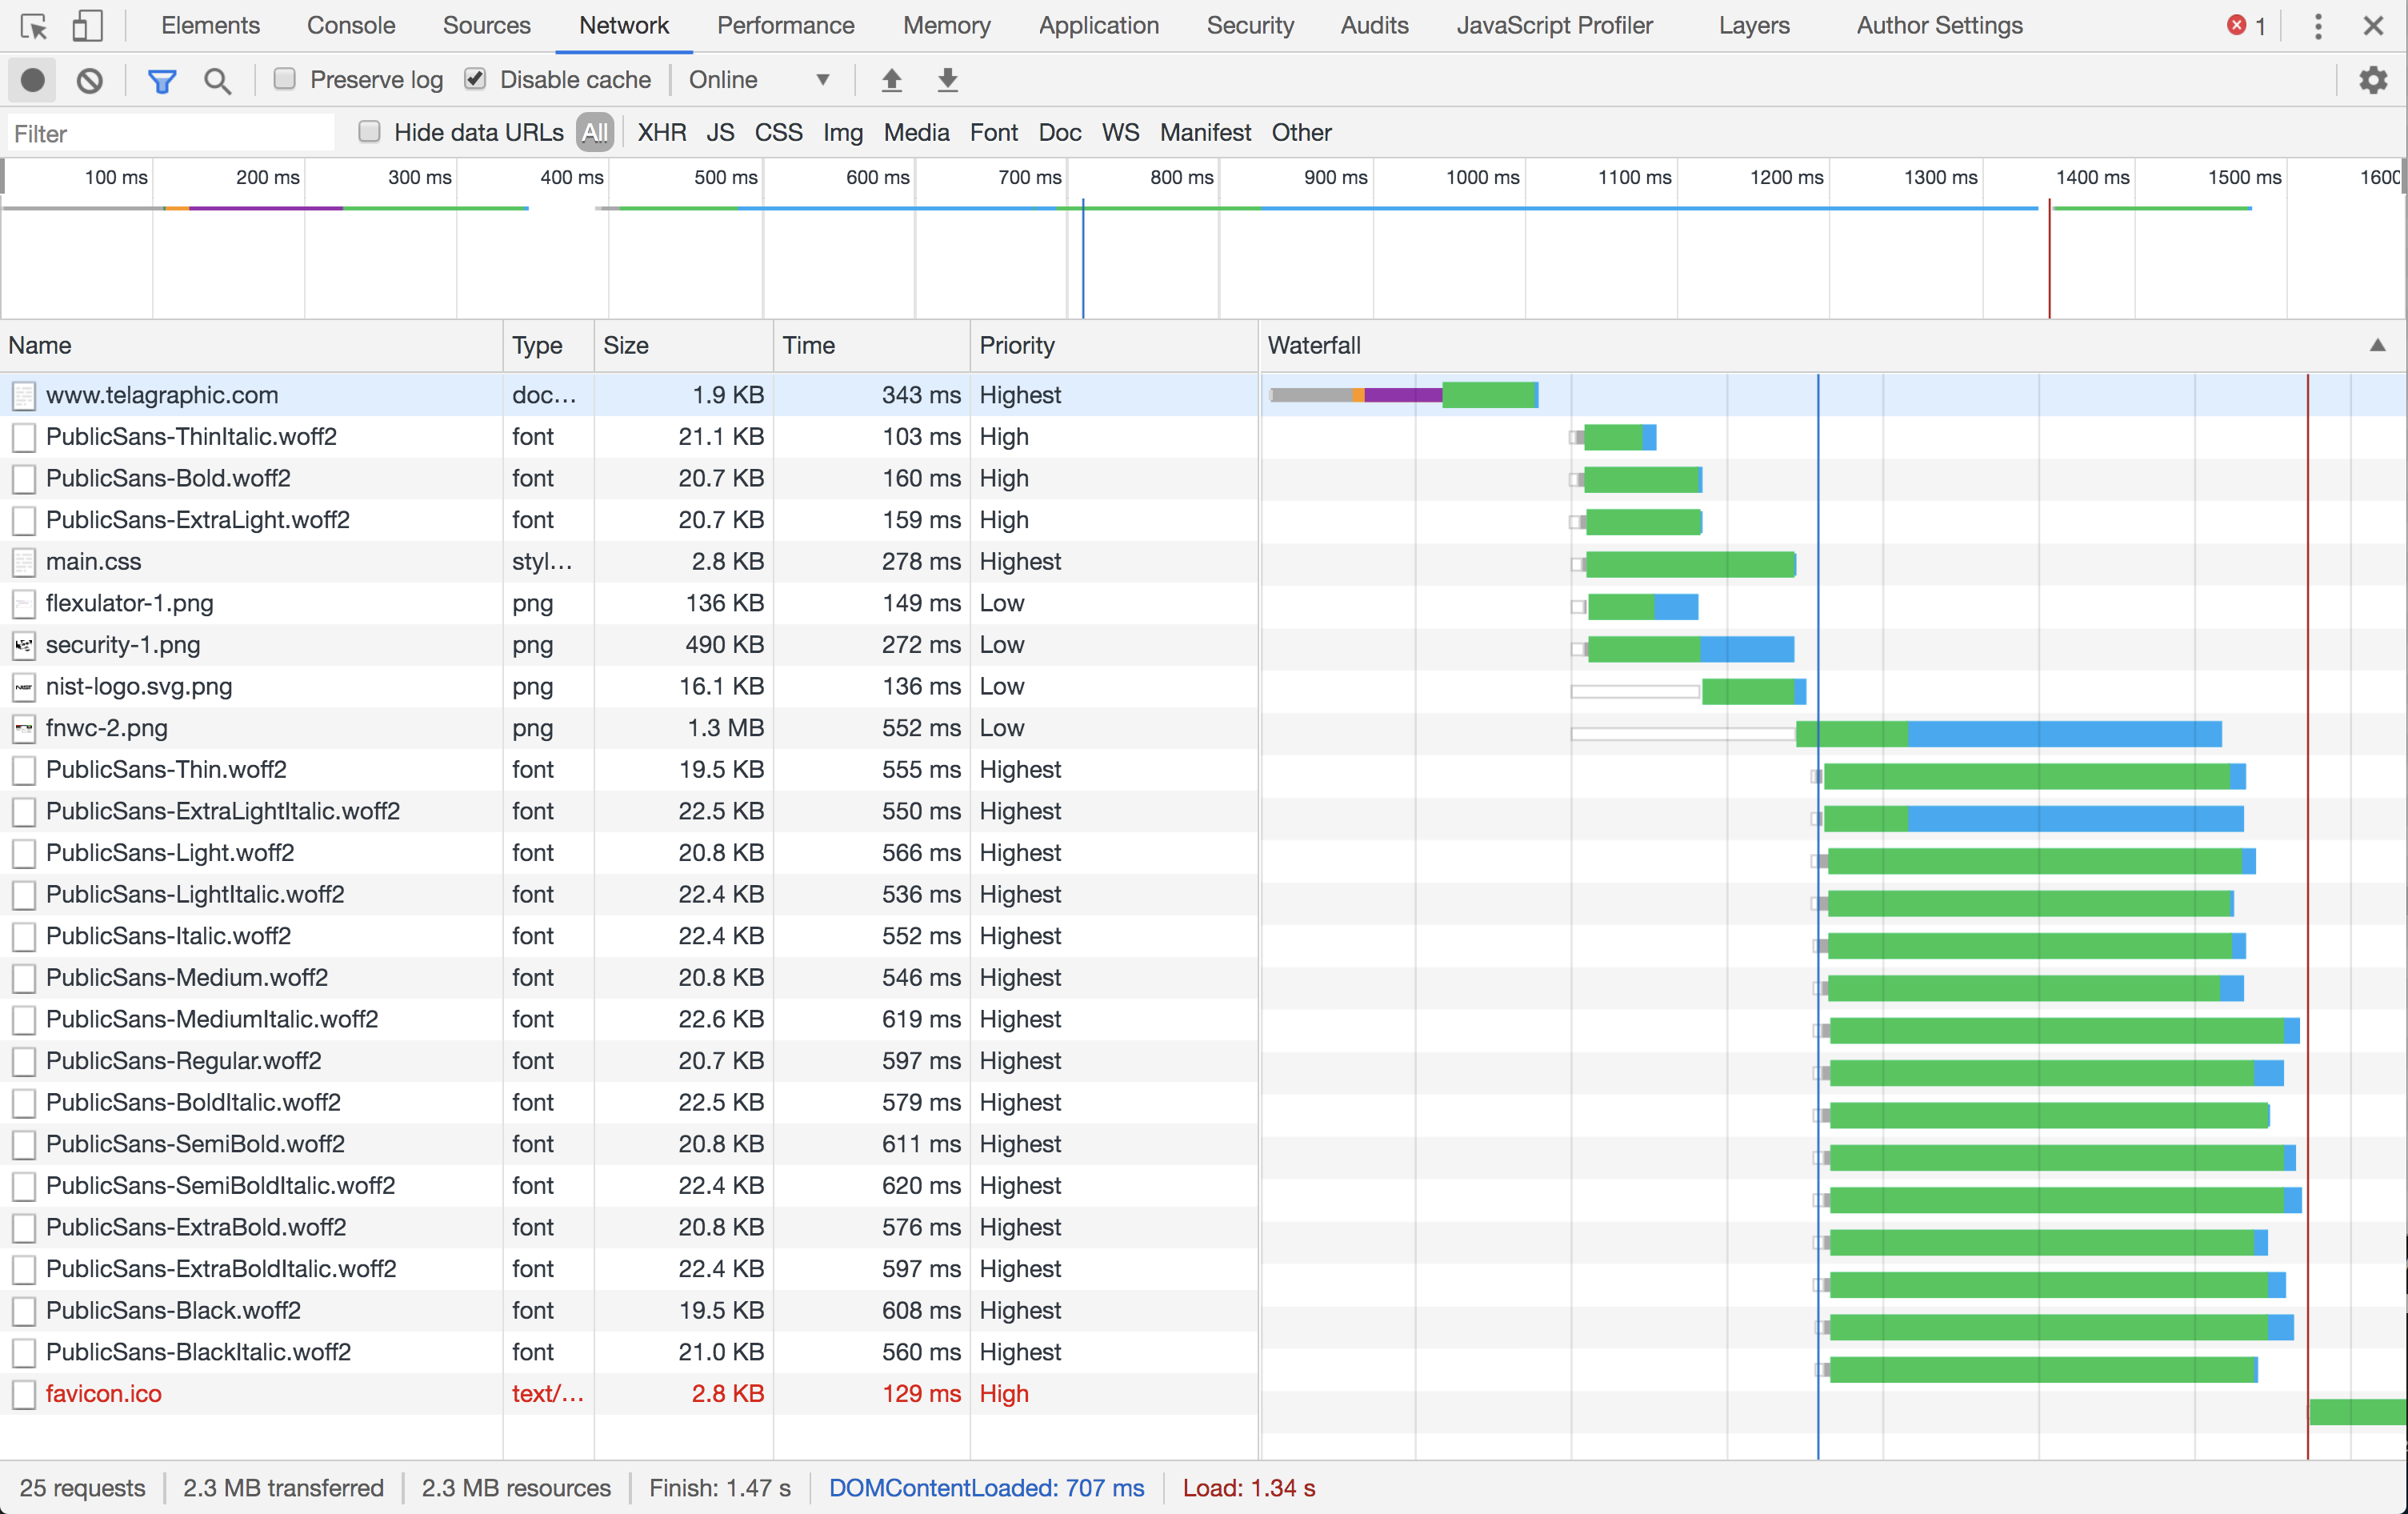 Elements Console Sources Network Performance Memory Application Security Audits JavaScript Profiler Layers Author Settings 1
Preserve log Disable cache Online
Filter Hide data URLs All XHR JS CSS Img Media Font Doc WS Manifest Other
100 ms 200 ms 300 ms 400 ms 500 ms 600 ms 700 ms 800 ms 900 ms 1000 ms 1100 ms 1200 ms 1300 ms 1400 ms 1500 ms 1600
Name Type Size Time Priority Waterfall
www.telagraphic.com doc... 1.9 KB 343 ms Highest
PublicSans-ThinItalic.woff2 font 21.1 KB 103 ms High
PublicSans-Bold.woff2 font 20.7 KB 160 ms High
PublicSans-ExtraLight.woff2 font 20.7 KB 159 ms High
main.css styl... 2.8 KB 278 ms Highest
flexulator-1.png png 136 KB 149 ms Low
security-1.png png 490 KB 272 ms Low
nist-logo.svg.png png 16.1 KB 136 ms Low
fnwc-2.png png 1.3 MB 552 ms Low
PublicSans-Thin.woff2 font 19.5 KB 555 ms Highest
PublicSans-ExtraLightItalic.woff2 font 22.5 KB 550 ms Highest
PublicSans-Light.woff2 font 20.8 KB 566 ms Highest
PublicSans-LightItalic.woff2 font 22.4 KB 536 ms Highest
PublicSans-Italic.woff2 font 22.4 KB 552 ms Highest
PublicSans-Medium.woff2 font 20.8 KB 546 ms Highest
PublicSans-MediumItalic.woff2 font 22.6 KB 619 ms Highest
PublicSans-Regular.woff2 font 20.7 KB 597 ms Highest
PublicSans-BoldItalic.woff2 font 22.5 KB 579 ms Highest
PublicSans-SemiBold.woff2 font 20.8 KB 611 ms Highest
PublicSans-SemiBoldItalic.woff2 font 22.4 KB 620 ms Highest
PublicSans-ExtraBold.woff2 font 20.8 KB 576 ms Highest
PublicSans-ExtraBoldItalic.woff2 font 22.4 KB 597 ms Highest
PublicSans-Black.woff2 font 19.5 KB 608 ms Highest
PublicSans-BlackItalic.woff2 font 21.0 KB 560 ms Highest
favicon.ico text/... 2.8 KB 129 ms High
25 requests 2.3 MB transferred 2.3 MB resources Finish: 1.47 s DOMContentLoaded: 707 ms Load: 1.34 s